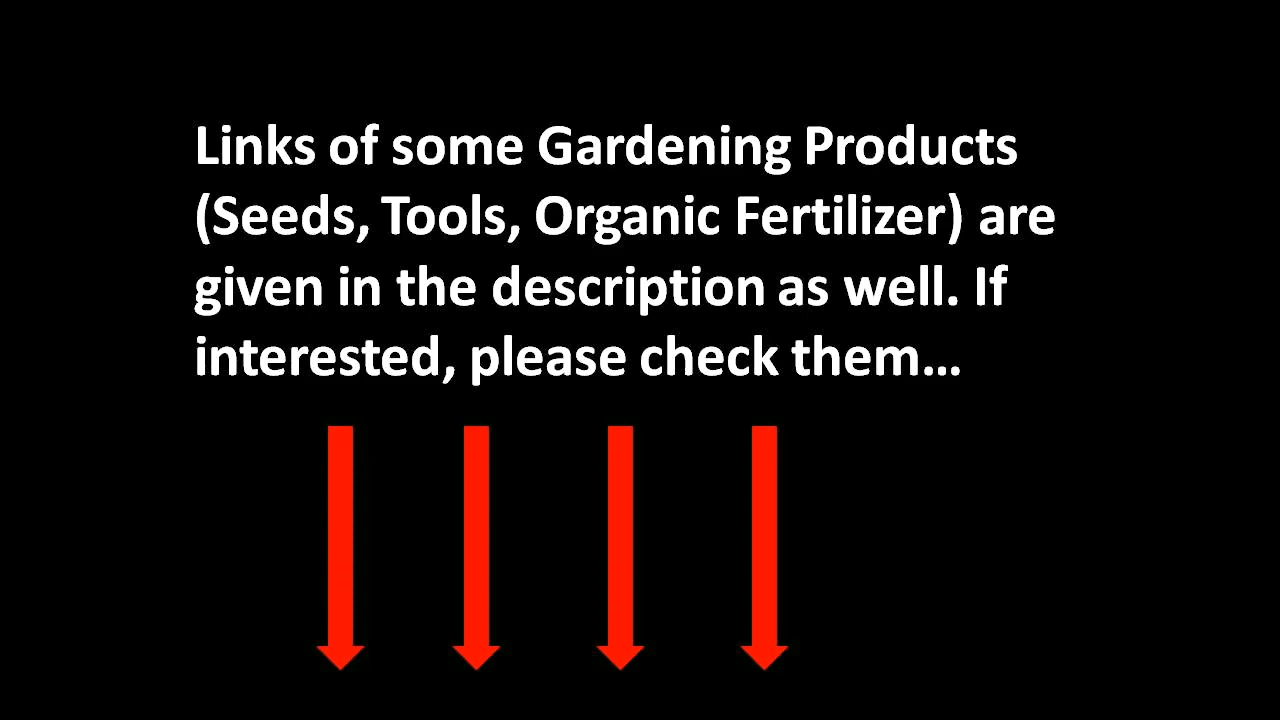 Links of some Gardening Products
(Seeds, Tools, Organic Fertilizer) are
given in the description as well. If
interested, please check them…